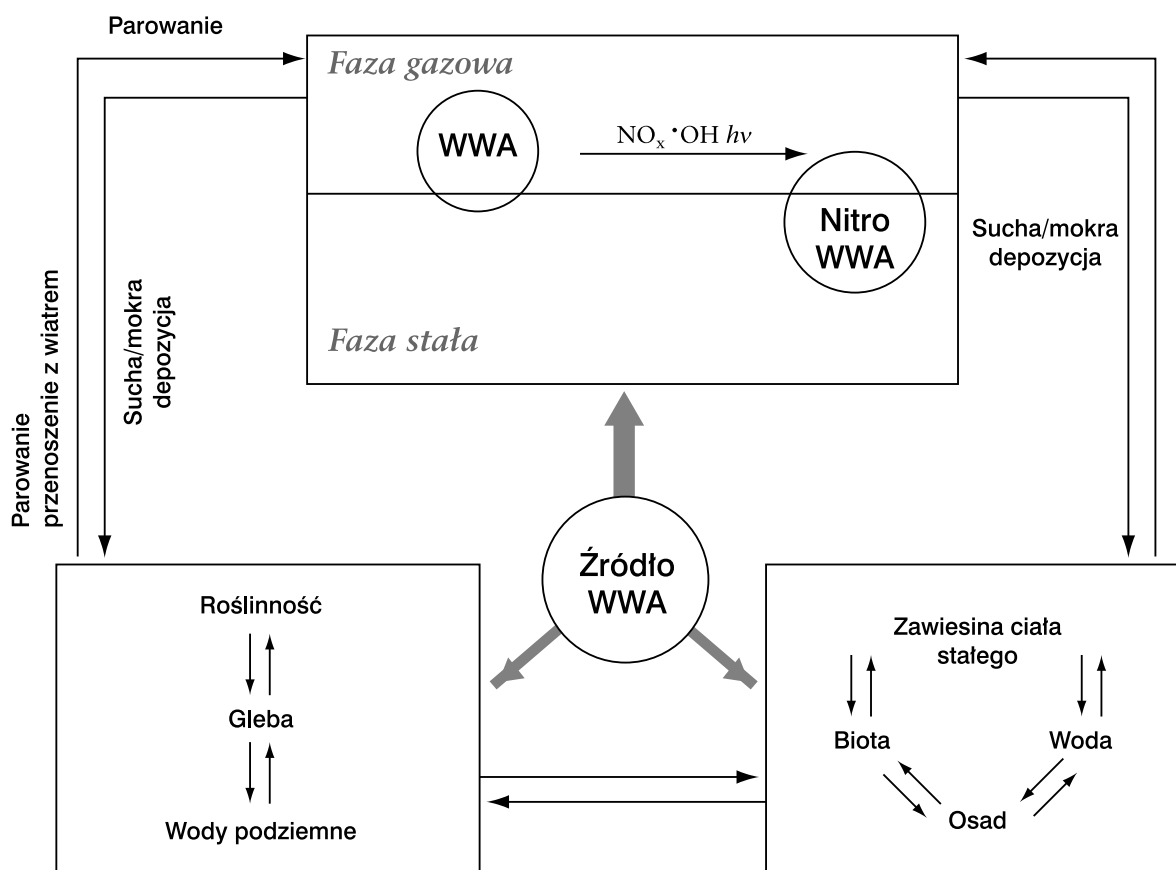 Parowanie
Faza gazowa
WWA
NOₓ •OH hν
Nitro
WWA
Faza stała
Sucha/mokra
depozycja
Parowanie
przenoszenie z wiatrem
Sucha/mokra
depozycja
Źródło
WWA
Roślinność
Gleba
Wody podziemne
Zawiesina ciała
stałego
Biota
Woda
Osad